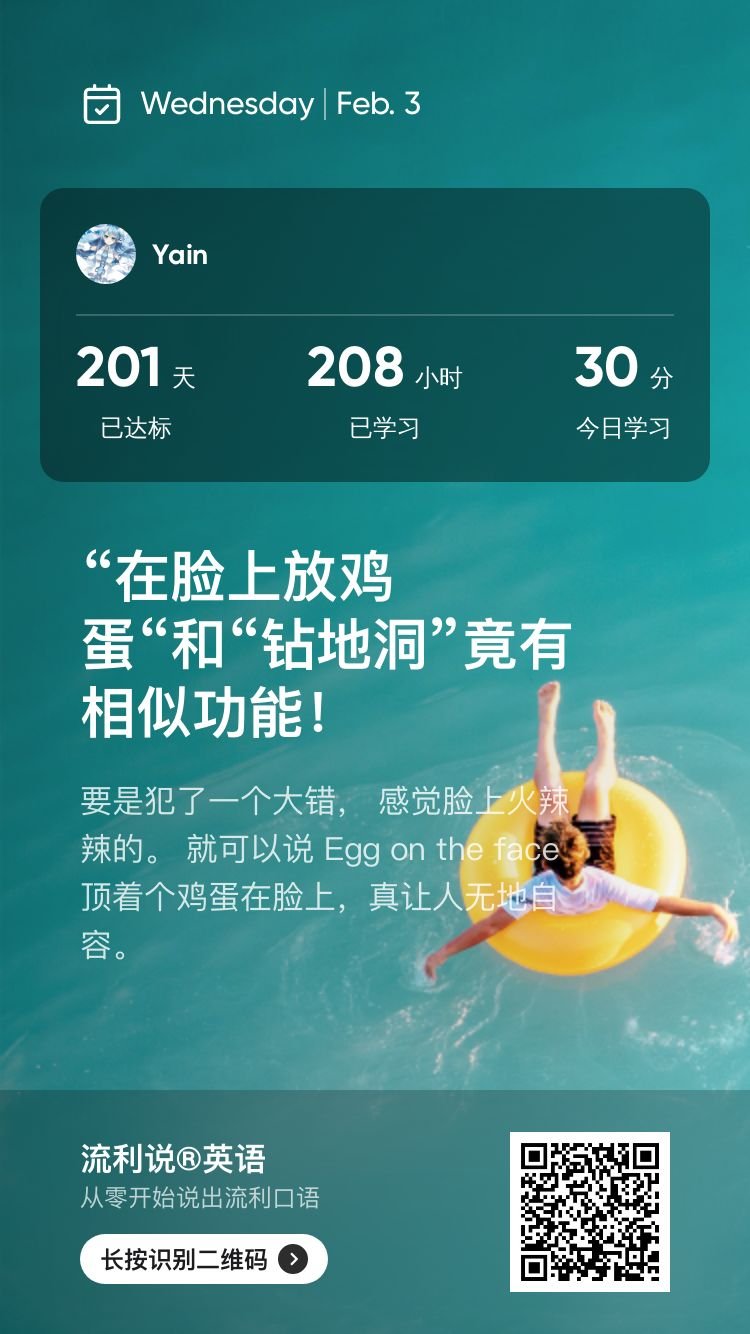 Wednesday | Feb. 3
Yain
201 天 208 小时 30 分
已达标 已学习 今日学习
“在脸上放鸡
蛋“和“钻地洞”竟有
相似功能！
要是犯了一个大错， 感觉脸上火辣
辣的。 就可以说 Egg on the face
顶着个鸡蛋在脸上，真让人无地自
容。
流利说®英语
从零开始说出流利口语
长按识别二维码